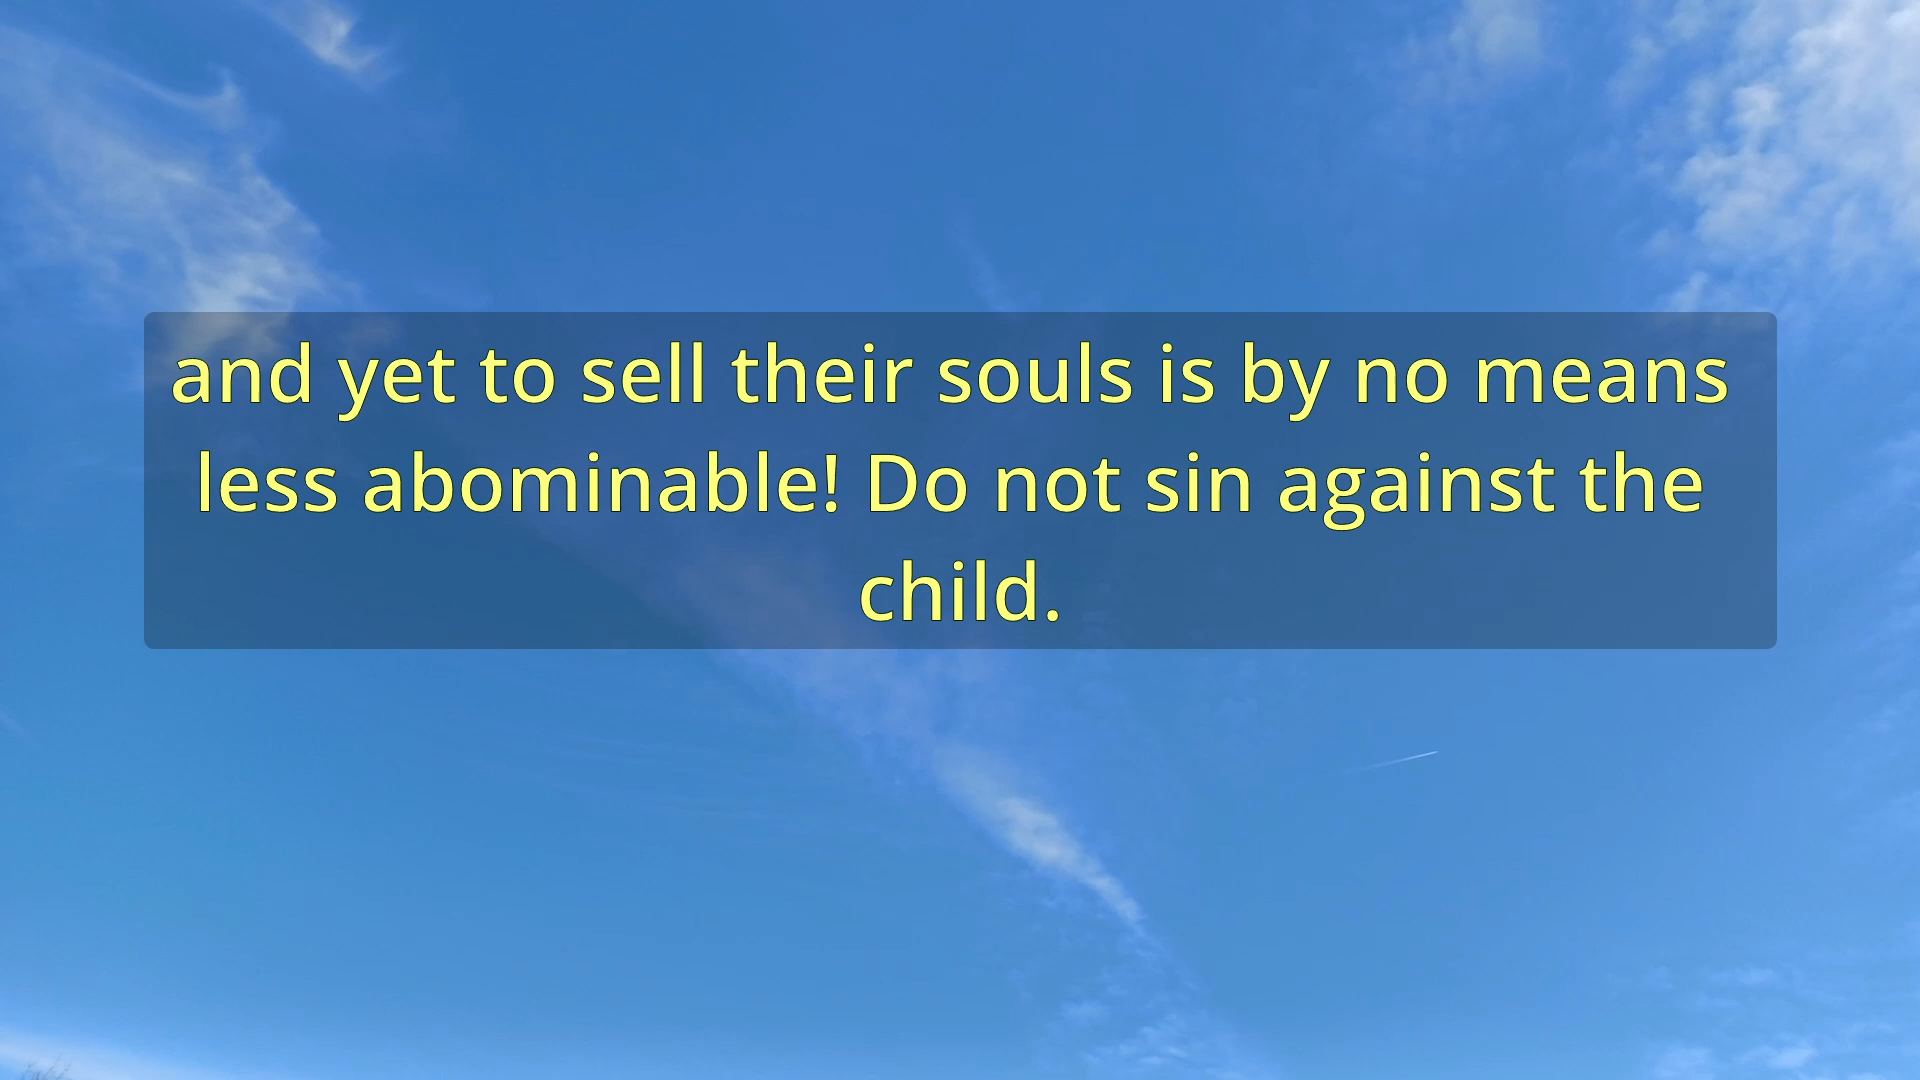 and yet to sell their souls is by no means
less abominable! Do not sin against the
child.